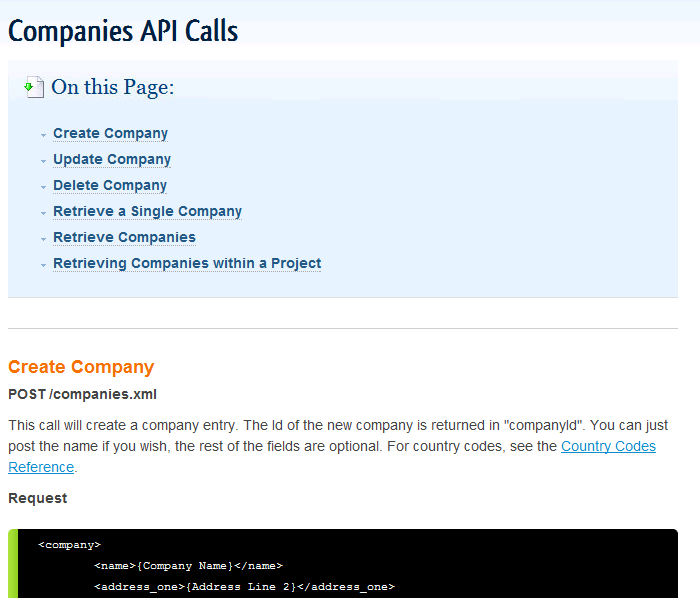 Companies API Calls
On this Page:
Create Company
Update Company
Delete Company
Retrieve a Single Company
Retrieve Companies
Retrieving Companies within a Project
Create Company
POST /companies.xml
This call will create a company entry. The Id of the new company is returned in "companyId". You can just
post the name if you wish, the rest of the fields are optional. For country codes, see the Country Codes
Reference.
Request
<company>
<name>{Company Name}</name>
<address_one>{Address Line 2}</address_one>